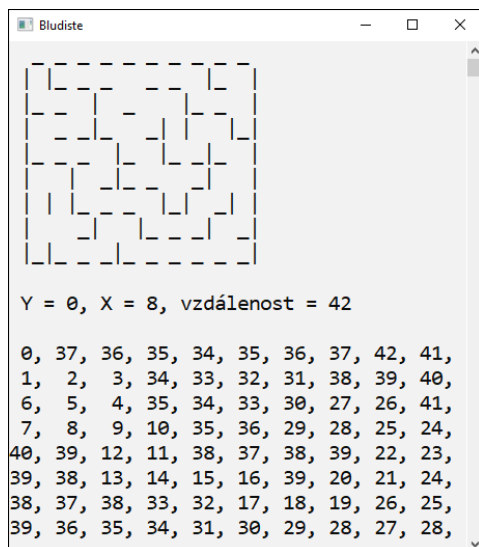 Bludiste
Y = 0, X = 8, vzdálenost = 42
0, 37, 36, 35, 34, 35, 36, 37, 42, 41,
1, 2, 3, 34, 33, 32, 31, 38, 39, 40,
6, 5, 4, 35, 34, 33, 30, 27, 26, 41,
7, 8, 9, 10, 35, 36, 29, 28, 25, 24,
40, 39, 12, 11, 38, 37, 38, 39, 22, 23,
39, 38, 13, 14, 15, 16, 39, 20, 21, 24,
38, 37, 38, 33, 32, 17, 18, 19, 26, 25,
39, 36, 35, 34, 31, 30, 29, 28, 27, 28,